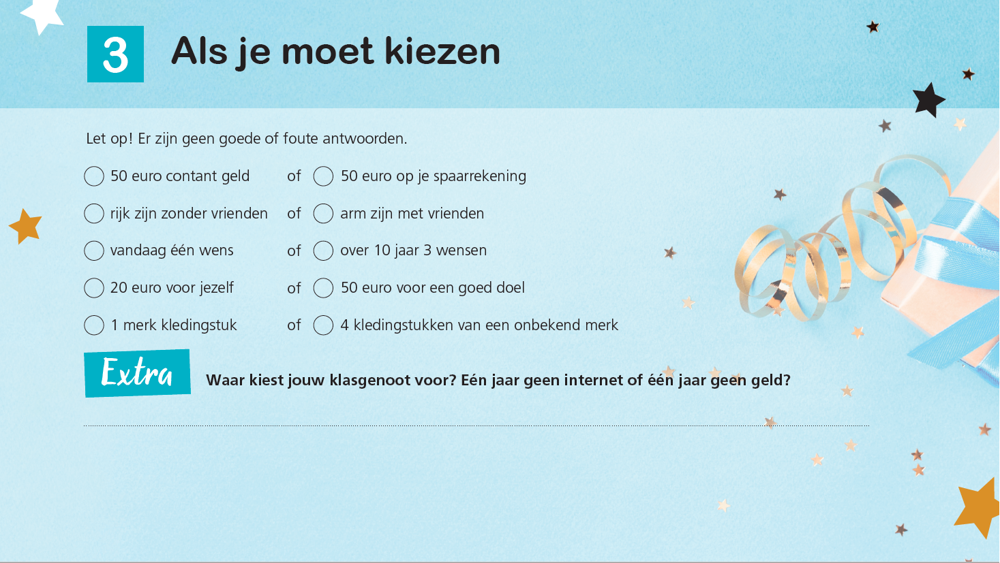 3 Als je moet kiezen
Let op! Er zijn geen goede of foute antwoorden.
50 euro contant geld of 50 euro op je spaarrekening
rijk zijn zonder vrienden of arm zijn met vrienden
vandaag één wens of over 10 jaar 3 wensen
20 euro voor jezelf of 50 euro voor een goed doel
1 merk kledingstuk of 4 kledingstukken van een onbekend merk
Extra Waar kiest jouw klasgenoot voor? Eén jaar geen internet of één jaar geen geld?